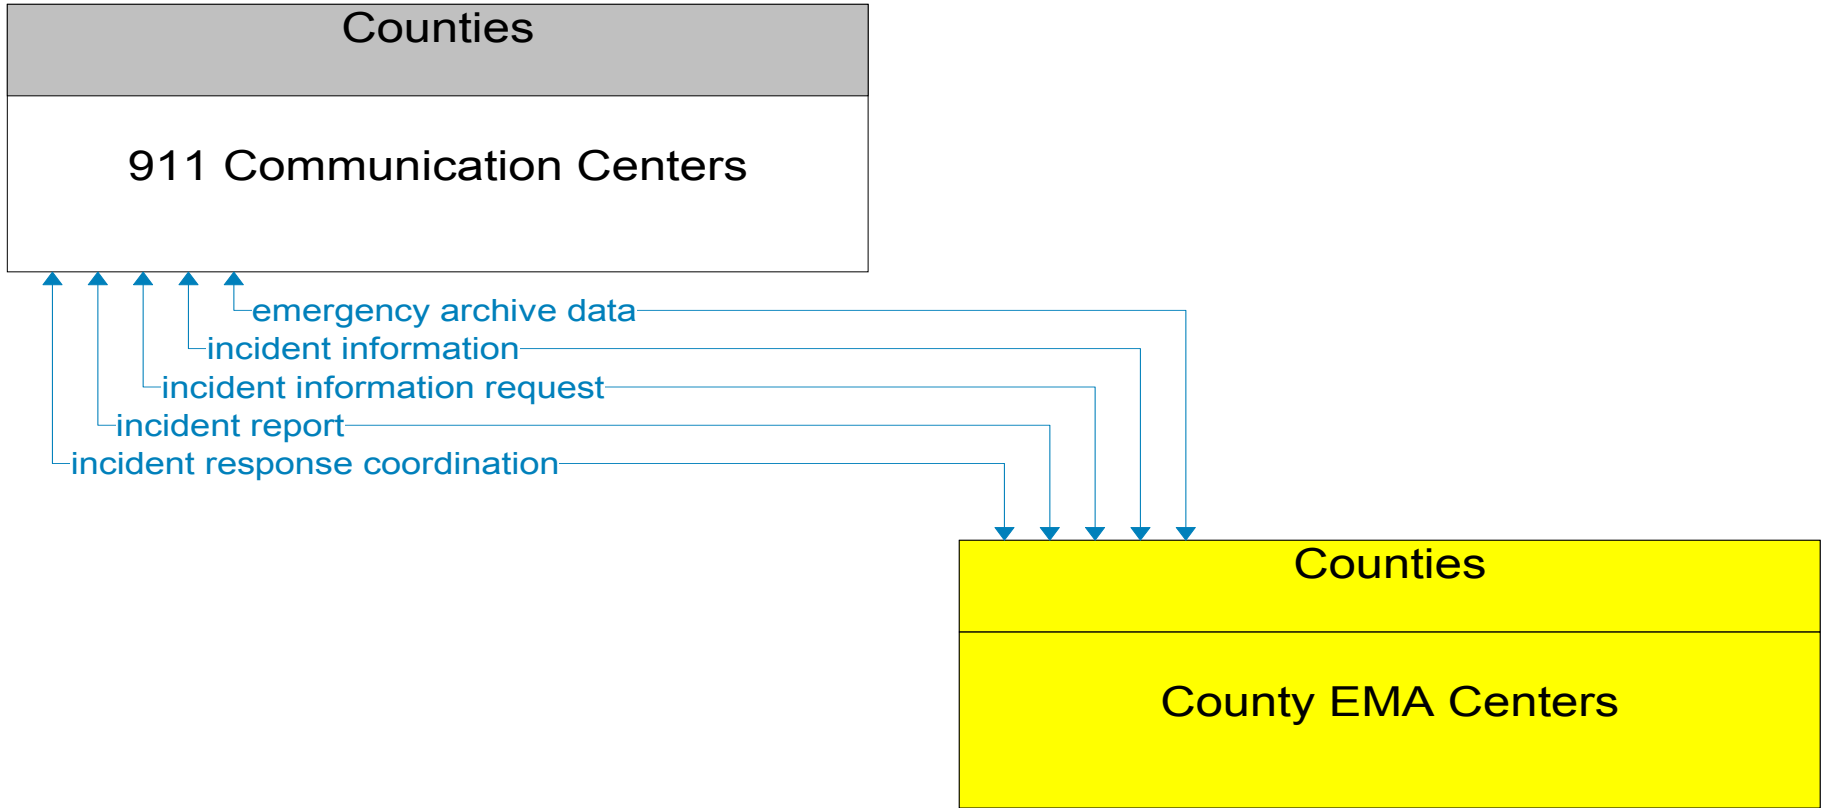 Counties
911 Communication Centers
emergency archive data
incident information
incident information request
incident report
incident response coordination
Counties
County EMA Centers